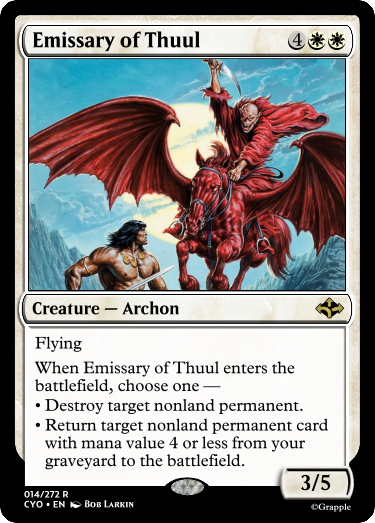 Emissary of Thuul 4
Creature — Archon
Flying
When Emissary of Thuul enters the
battlefield, choose one —
• Destroy target nonland permanent.
• Return target nonland permanent card
with mana value 4 or less from your
graveyard to the battlefield.
3/5
014/272 R
CYO • EN Bob Larkin
©Grapple